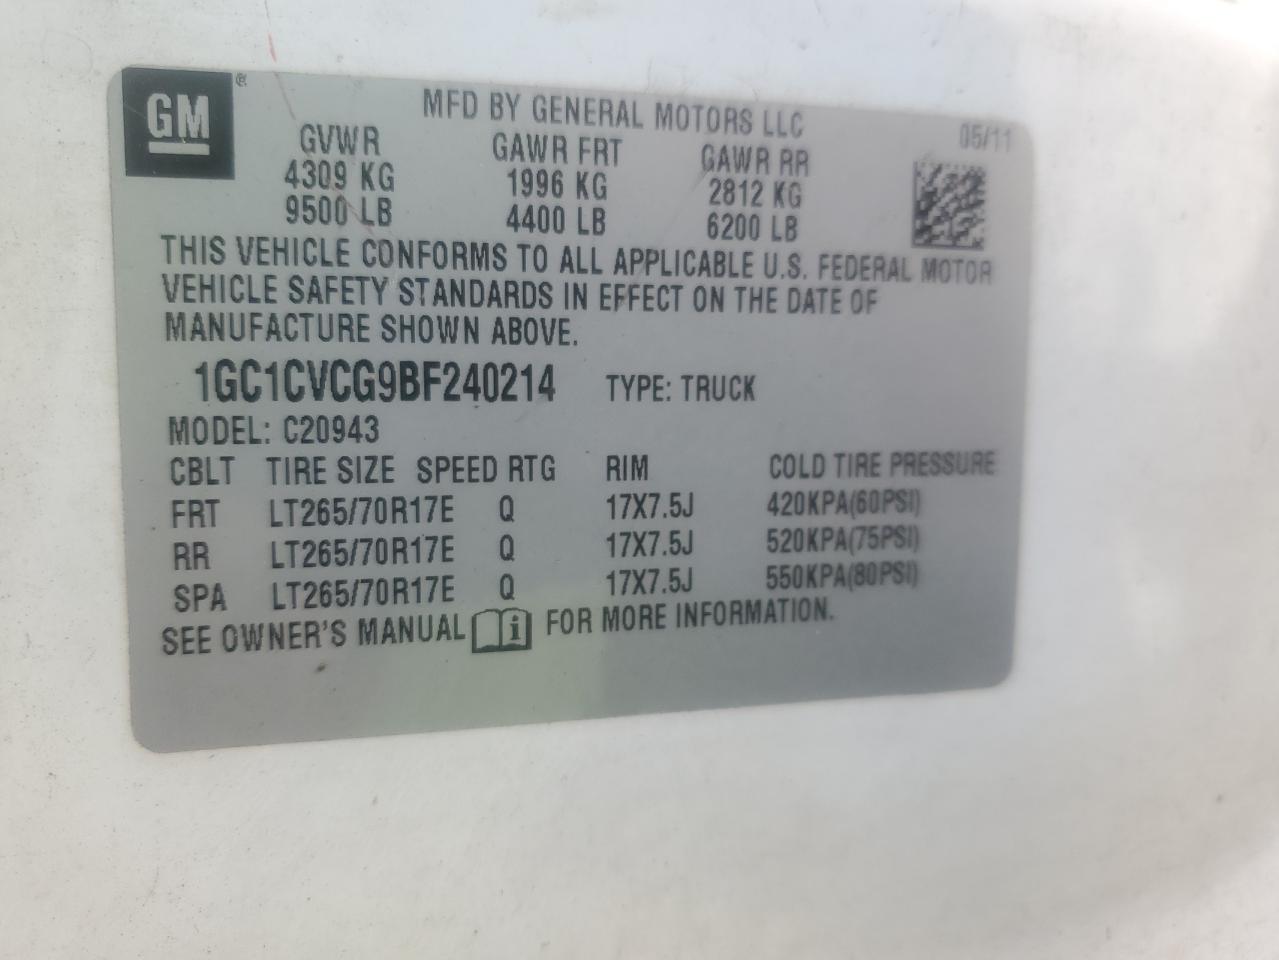 GM
®
MFD BY GENERAL MOTORS LLC
05/11
GVWR GAWR FRT GAWR RR
4309 KG 1996 KG 2812 KG
9500 LB 4400 LB 6200 LB
THIS VEHICLE CONFORMS TO ALL APPLICABLE U.S. FEDERAL MOTOR
VEHICLE SAFETY STANDARDS IN EFFECT ON THE DATE OF
MANUFACTURE SHOWN ABOVE.
1GC1CVCG9BF240214 TYPE: TRUCK
MODEL: C20943
CBLT TIRE SIZE SPEED RTG RIM COLD TIRE PRESSURE
FRT LT265/70R17E Q 17X7.5J 420KPA(60PSI)
RR LT265/70R17E Q 17X7.5J 520KPA(75PSI)
SPA LT265/70R17E Q 17X7.5J 550KPA(80PSI)
SEE OWNER'S MANUAL i FOR MORE INFORMATION.